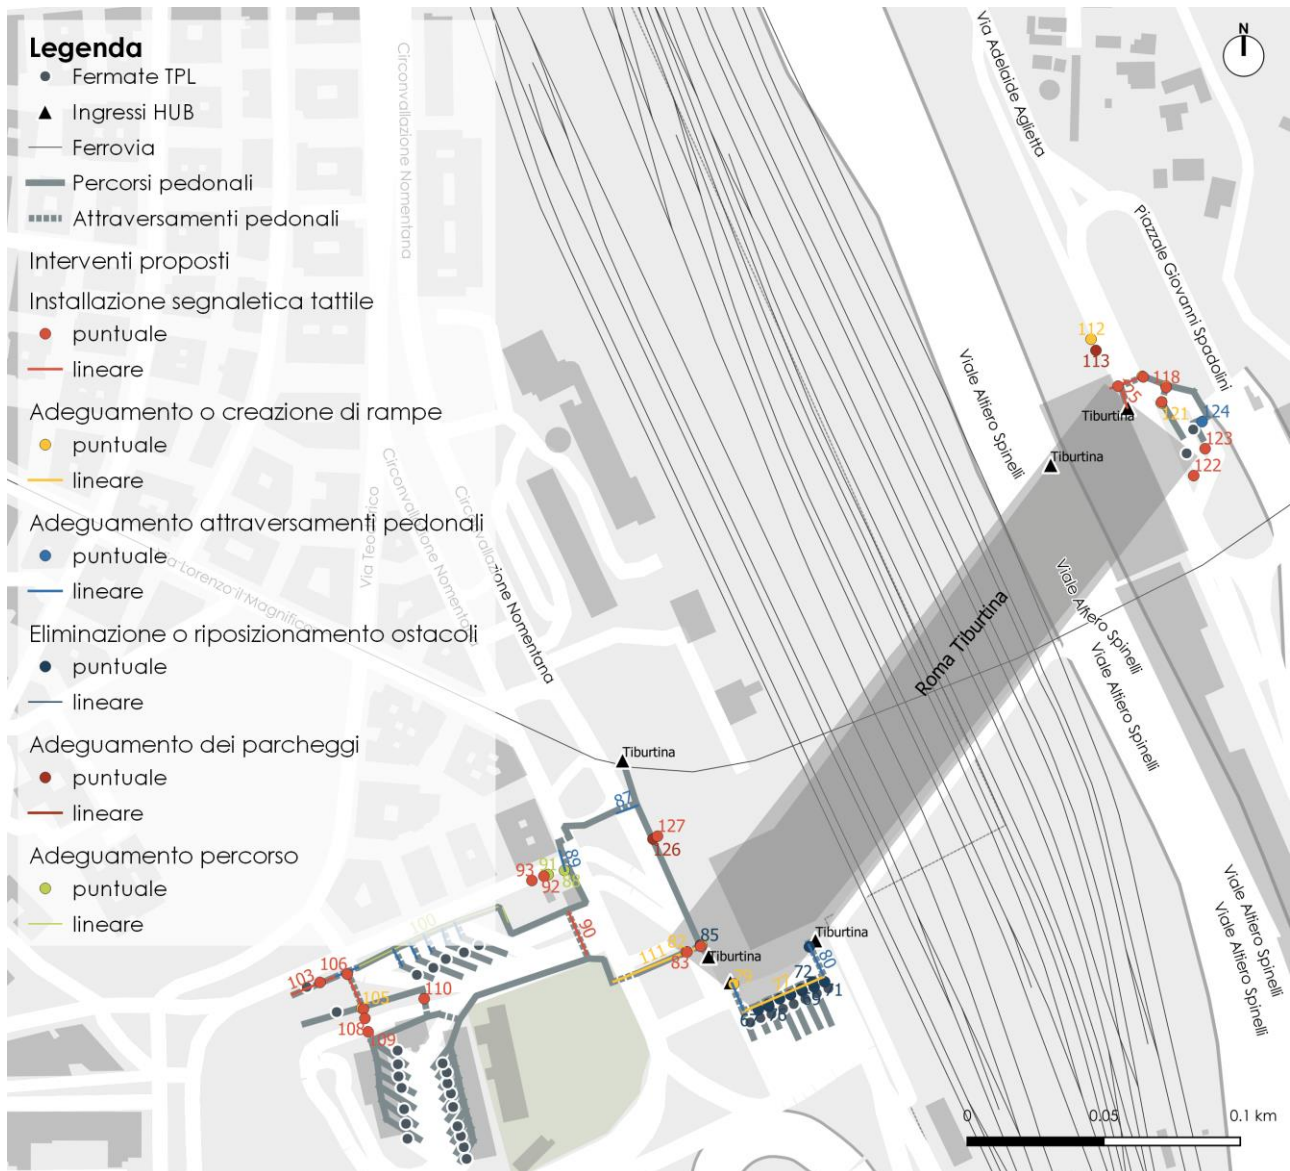 Legenda
Fermate TPL
Ingressi HUB
Ferrovia
Percorsi pedonali
Attraversamenti pedonali
Interventi proposti
Installazione segnaletica tattile
puntuale
lineare
Adeguamento o creazione di rampe
puntuale
lineare
Adeguamento attraversamenti pedonali
puntuale
lineare
Eliminazione o riposizionamento ostacoli
puntuale
lineare
Adeguamento dei parcheggi
puntuale
lineare
Adeguamento percorso
puntuale
lineare
Circonvallazione Nomentana
Circonvallazione Nomentana
Circonvallazione Nomentana
Via Teodorico
Via Lorenzo il Magnifico
N
Via Adelaide Aglietta
Piazzale Giovanni Spadolini
Viale Altiero Spinelli
Viale Altiero Spinelli
Viale Altiero Spinelli
Viale Altiero Spinelli
Viale Altiero Spinelli
Roma Tiburtina
112
113
118
Tiburtina
121
124
123
122
Tiburtina
Tiburtina
87
127
126
89
91
93
92
88
90
100
111
83
85
Tiburtina
Tiburtina
80
72
71
103
106
105
110
108
109
0
0.05
0.1 km